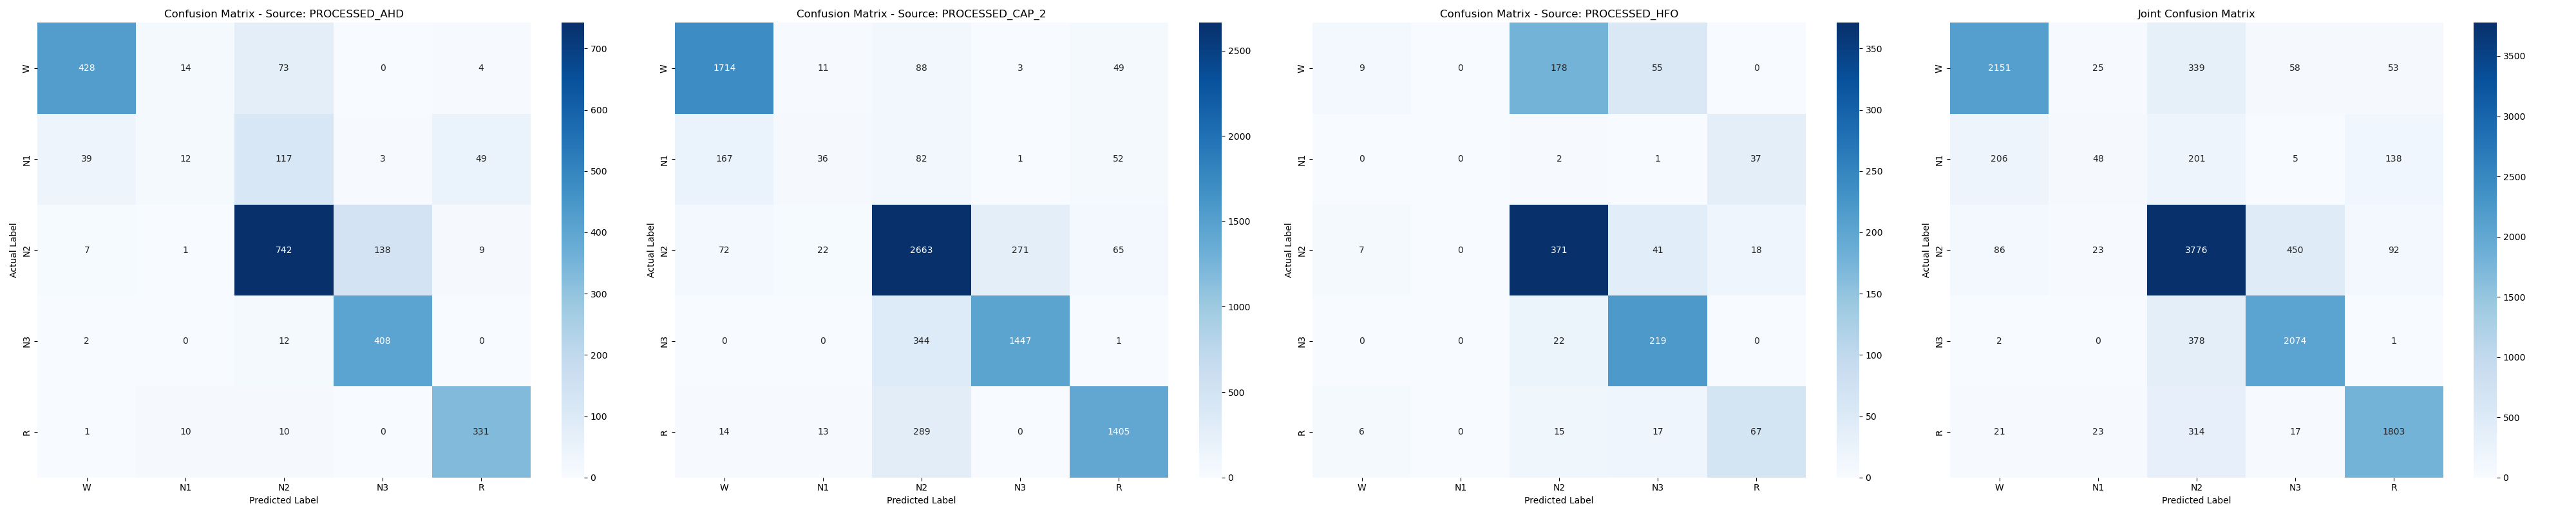 Confusion Matrix - Source: PROCESSED_AHD
W 428 14 73 0 4
N1 39 12 117 3 49
N2 7 1 742 138 9
N3 2 0 12 408 0
R 1 10 10 0 331
W N1 N2 N3 R
Predicted Label
Actual Label
700
600
500
400
300
200
100
0
Confusion Matrix - Source: PROCESSED_CAP_2
W 1714 11 88 3 49
N1 167 36 82 1 52
N2 72 22 2663 271 65
N3 0 0 344 1447 1
R 14 13 289 0 1405
W N1 N2 N3 R
Predicted Label
Actual Label
2500
2000
1500
1000
500
0
Confusion Matrix - Source: PROCESSED_HFO
W 9 0 178 55 0
N1 0 0 2 1 37
N2 7 0 371 41 18
N3 0 0 22 219 0
R 6 0 15 17 67
W N1 N2 N3 R
Predicted Label
Actual Label
350
300
250
200
150
100
50
0
Joint Confusion Matrix
W 2151 25 339 58 53
N1 206 48 201 5 138
N2 86 23 3776 450 92
N3 2 0 378 2074 1
R 21 23 314 17 1803
W N1 N2 N3 R
Predicted Label
Actual Label
3500
3000
2500
2000
1500
1000
500
0